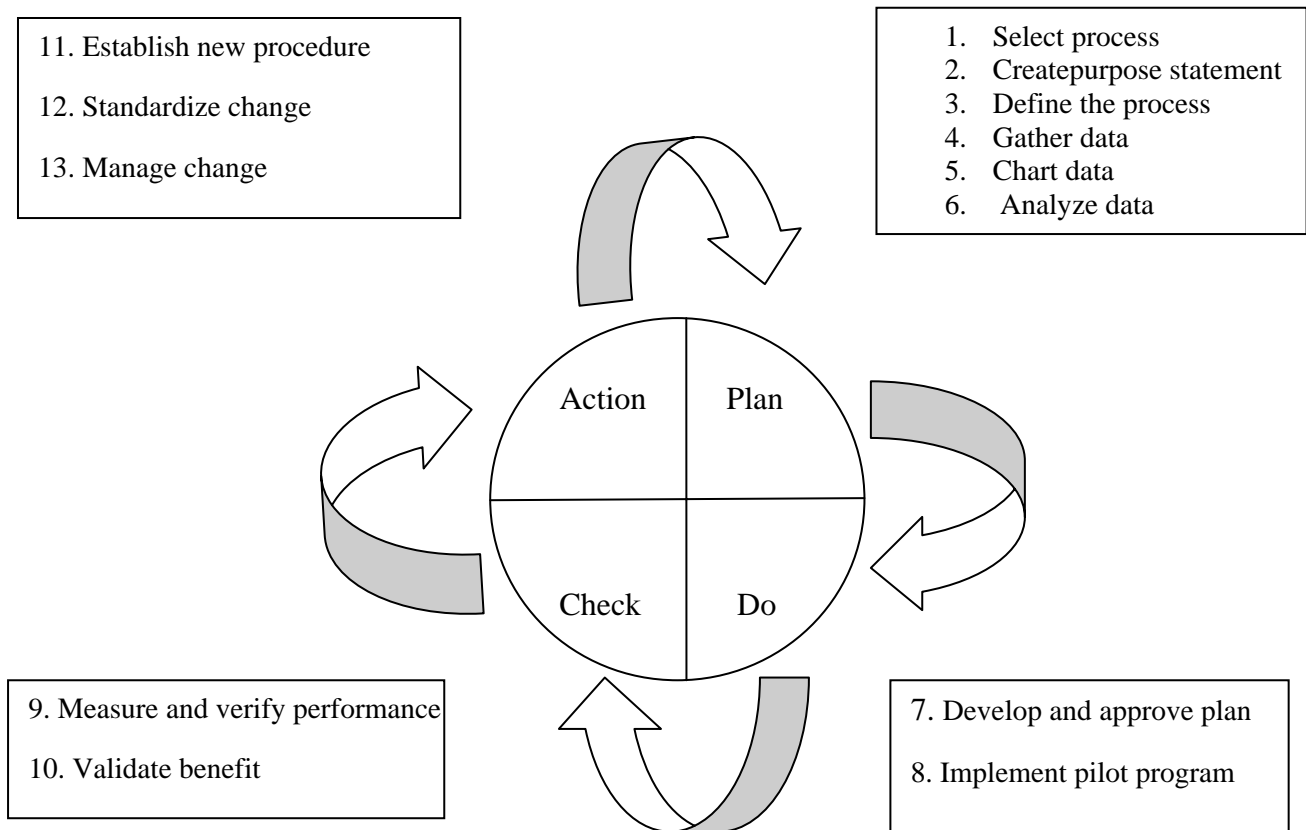 11. Establish new procedure
12. Standardize change
13. Manage change
1. Select process
2. Createpurpose statement
3. Define the process
4. Gather data
5. Chart data
6. Analyze data
Action
Plan
Check
Do
9. Measure and verify performance
10. Validate benefit
7. Develop and approve plan
8. Implement pilot program